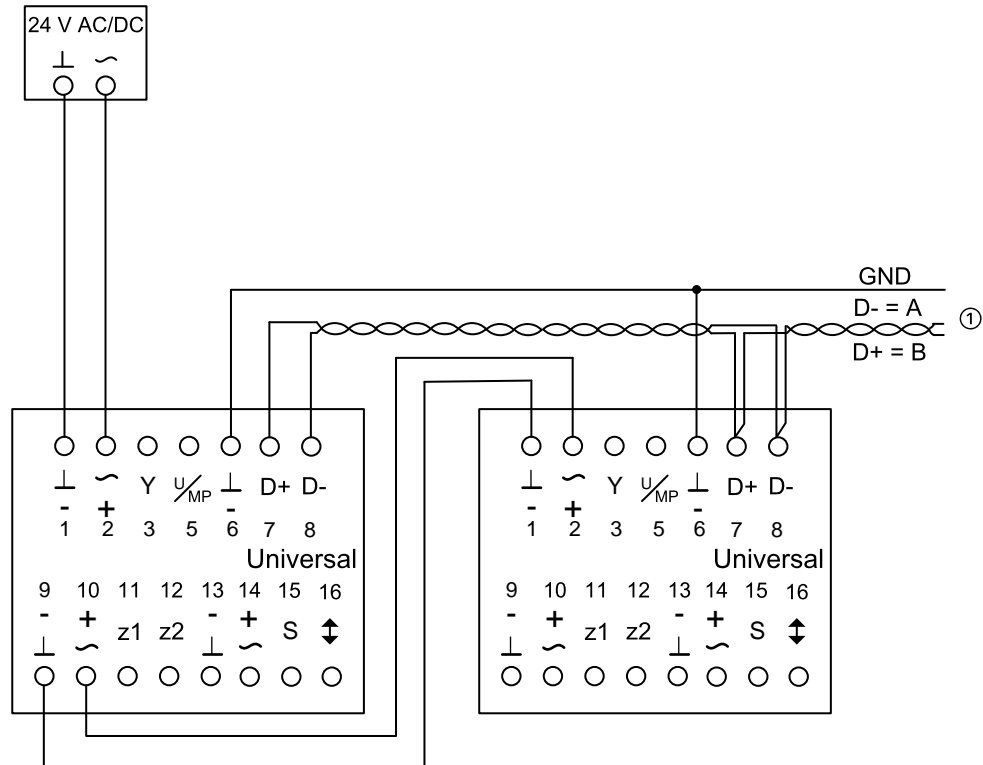 24 V AC/DC
⊥ ~
GND
D- = A
①
D+ = B
⊥ ~ Y U/MP ⊥ D+ D-
- + -
1 2 3 5 6 7 8
Universal
9 10 11 12 13 14 15 16
- + z1 z2 - + S ↕
⊥ ~ ⊥ ~
⊥ ~ Y U/MP ⊥ D+ D-
- + -
1 2 3 5 6 7 8
Universal
9 10 11 12 13 14 15 16
- + z1 z2 - + S ↕
⊥ ~ ⊥ ~